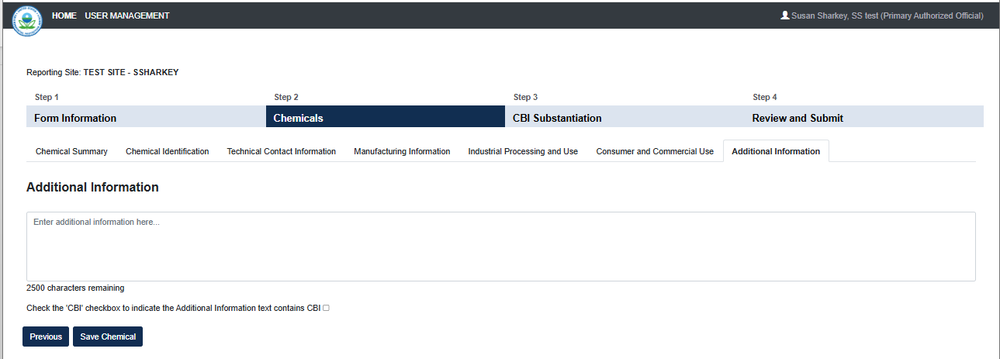 HOME USER MANAGEMENT Susan Sharkey, SS test (Primary Authorized Official)
Reporting Site: TEST SITE - SSHARKEY
Step 1 Step 2 Step 3 Step 4
Form Information Chemicals CBI Substantiation Review and Submit
Chemical Summary Chemical Identification Technical Contact Information Manufacturing Information Industrial Processing and Use Consumer and Commercial Use Additional Information
Additional Information
Enter additional information here...
2500 characters remaining
Check the 'CBI' checkbox to indicate the Additional Information text contains CBI
Previous Save Chemical